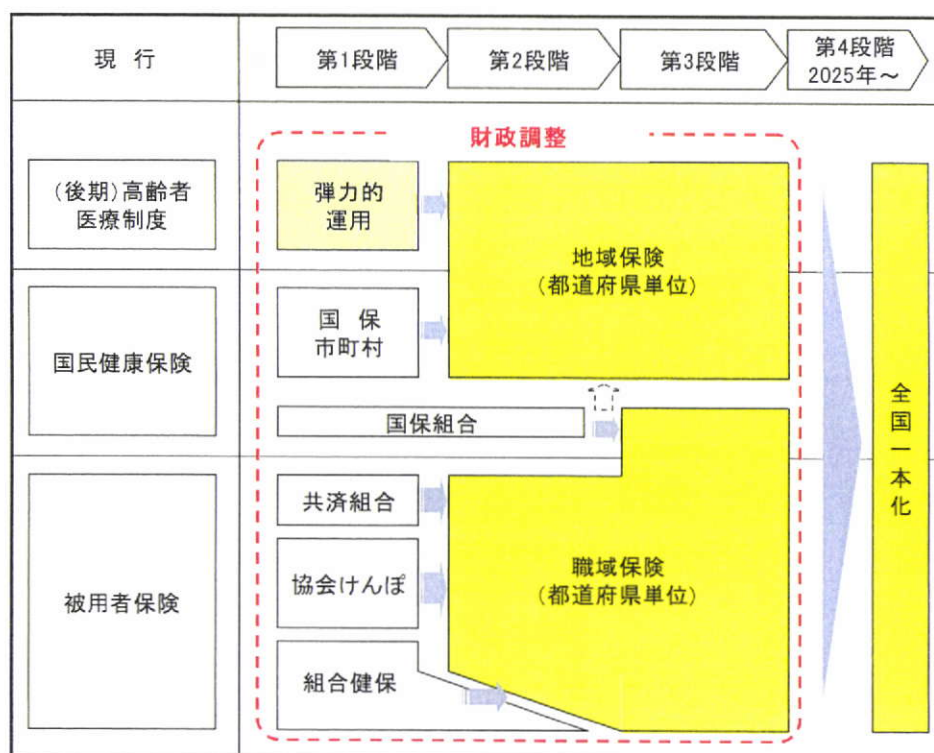 現 行
第1段階
第2段階
第3段階
第4段階
2025年～
財政調整
(後期)高齢者
医療制度
弾力的
運用
地域保険
(都道府県単位)
国 保
市町村
国民健康保険
国保組合
全国一本化
共済組合
協会けんぽ
職域保険
(都道府県単位)
被用者保険
組合健保